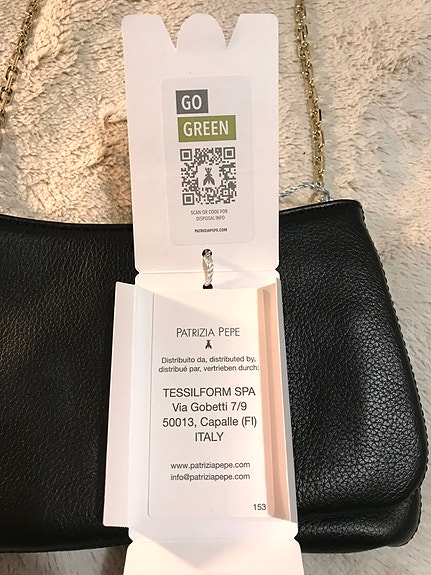 GO
GREEN
SCAN QR CODE FOR
DISPOSAL INFO
PATRIZIAPEPE.COM
PATRIZIA PEPE
Distribuito da, distributed by,
distribué par, vertrieben durch:
TESSILFORM SPA
Via Gobetti 7/9
50013, Capalle (FI)
ITALY
www.patriziapepe.com
info@patriziapepe.com
153